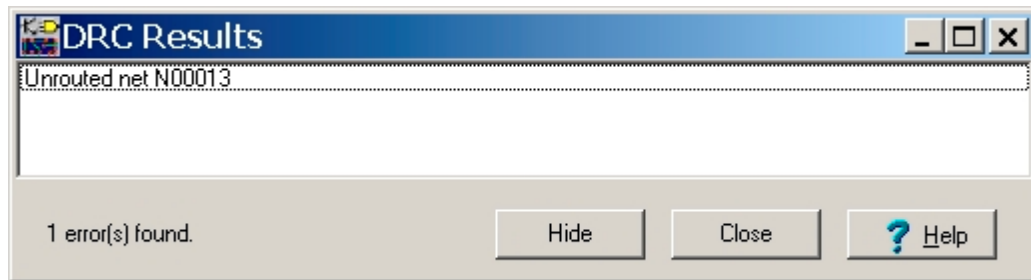 DRC Results
Unrouted net N00013
1 error(s) found.
Hide
Close
? Help